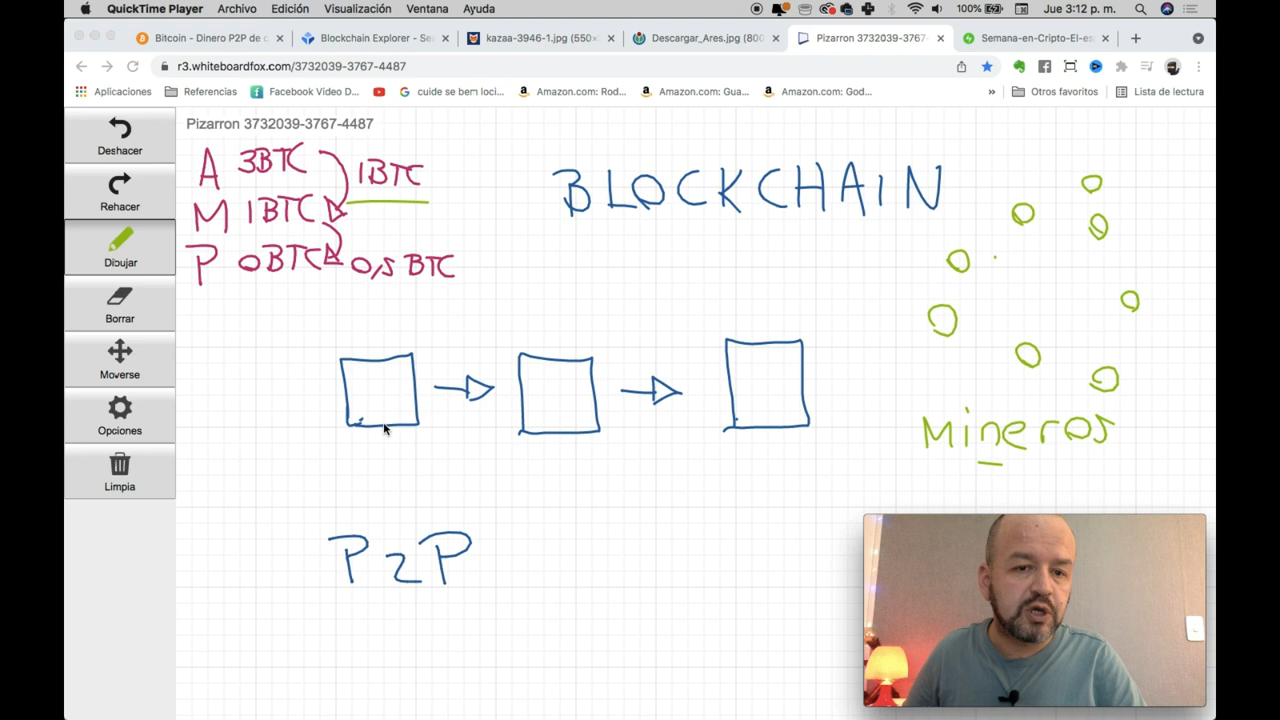 QuickTime Player Archivo Edición Visualización Ventana Ayuda 100% Jue 3:12 p. m.
Bitcoin - Dinero P2P de c Blockchain Explorer - Se kazaa-3946-1.jpg (550× Descargar_Ares.jpg (800 Pizarron 3732039-3767- Semana-en-Cripto-El-es
r3.whiteboardfox.com/3732039-3767-4487
Aplicaciones Referencias Facebook Video D... cuide se bem loci... Amazon.com: Rod... Amazon.com: Gua... Amazon.com: God... » Otros favoritos Lista de lectura
Pizarron 3732039-3767-4487
Deshacer
Rehacer
Dibujar
Borrar
Moverse
Opciones
Limpia
A 3BTC 1BTC
M 1BTC
P 0BTC 0,5 BTC
BLOCKCHAIN
Mineros
P2P